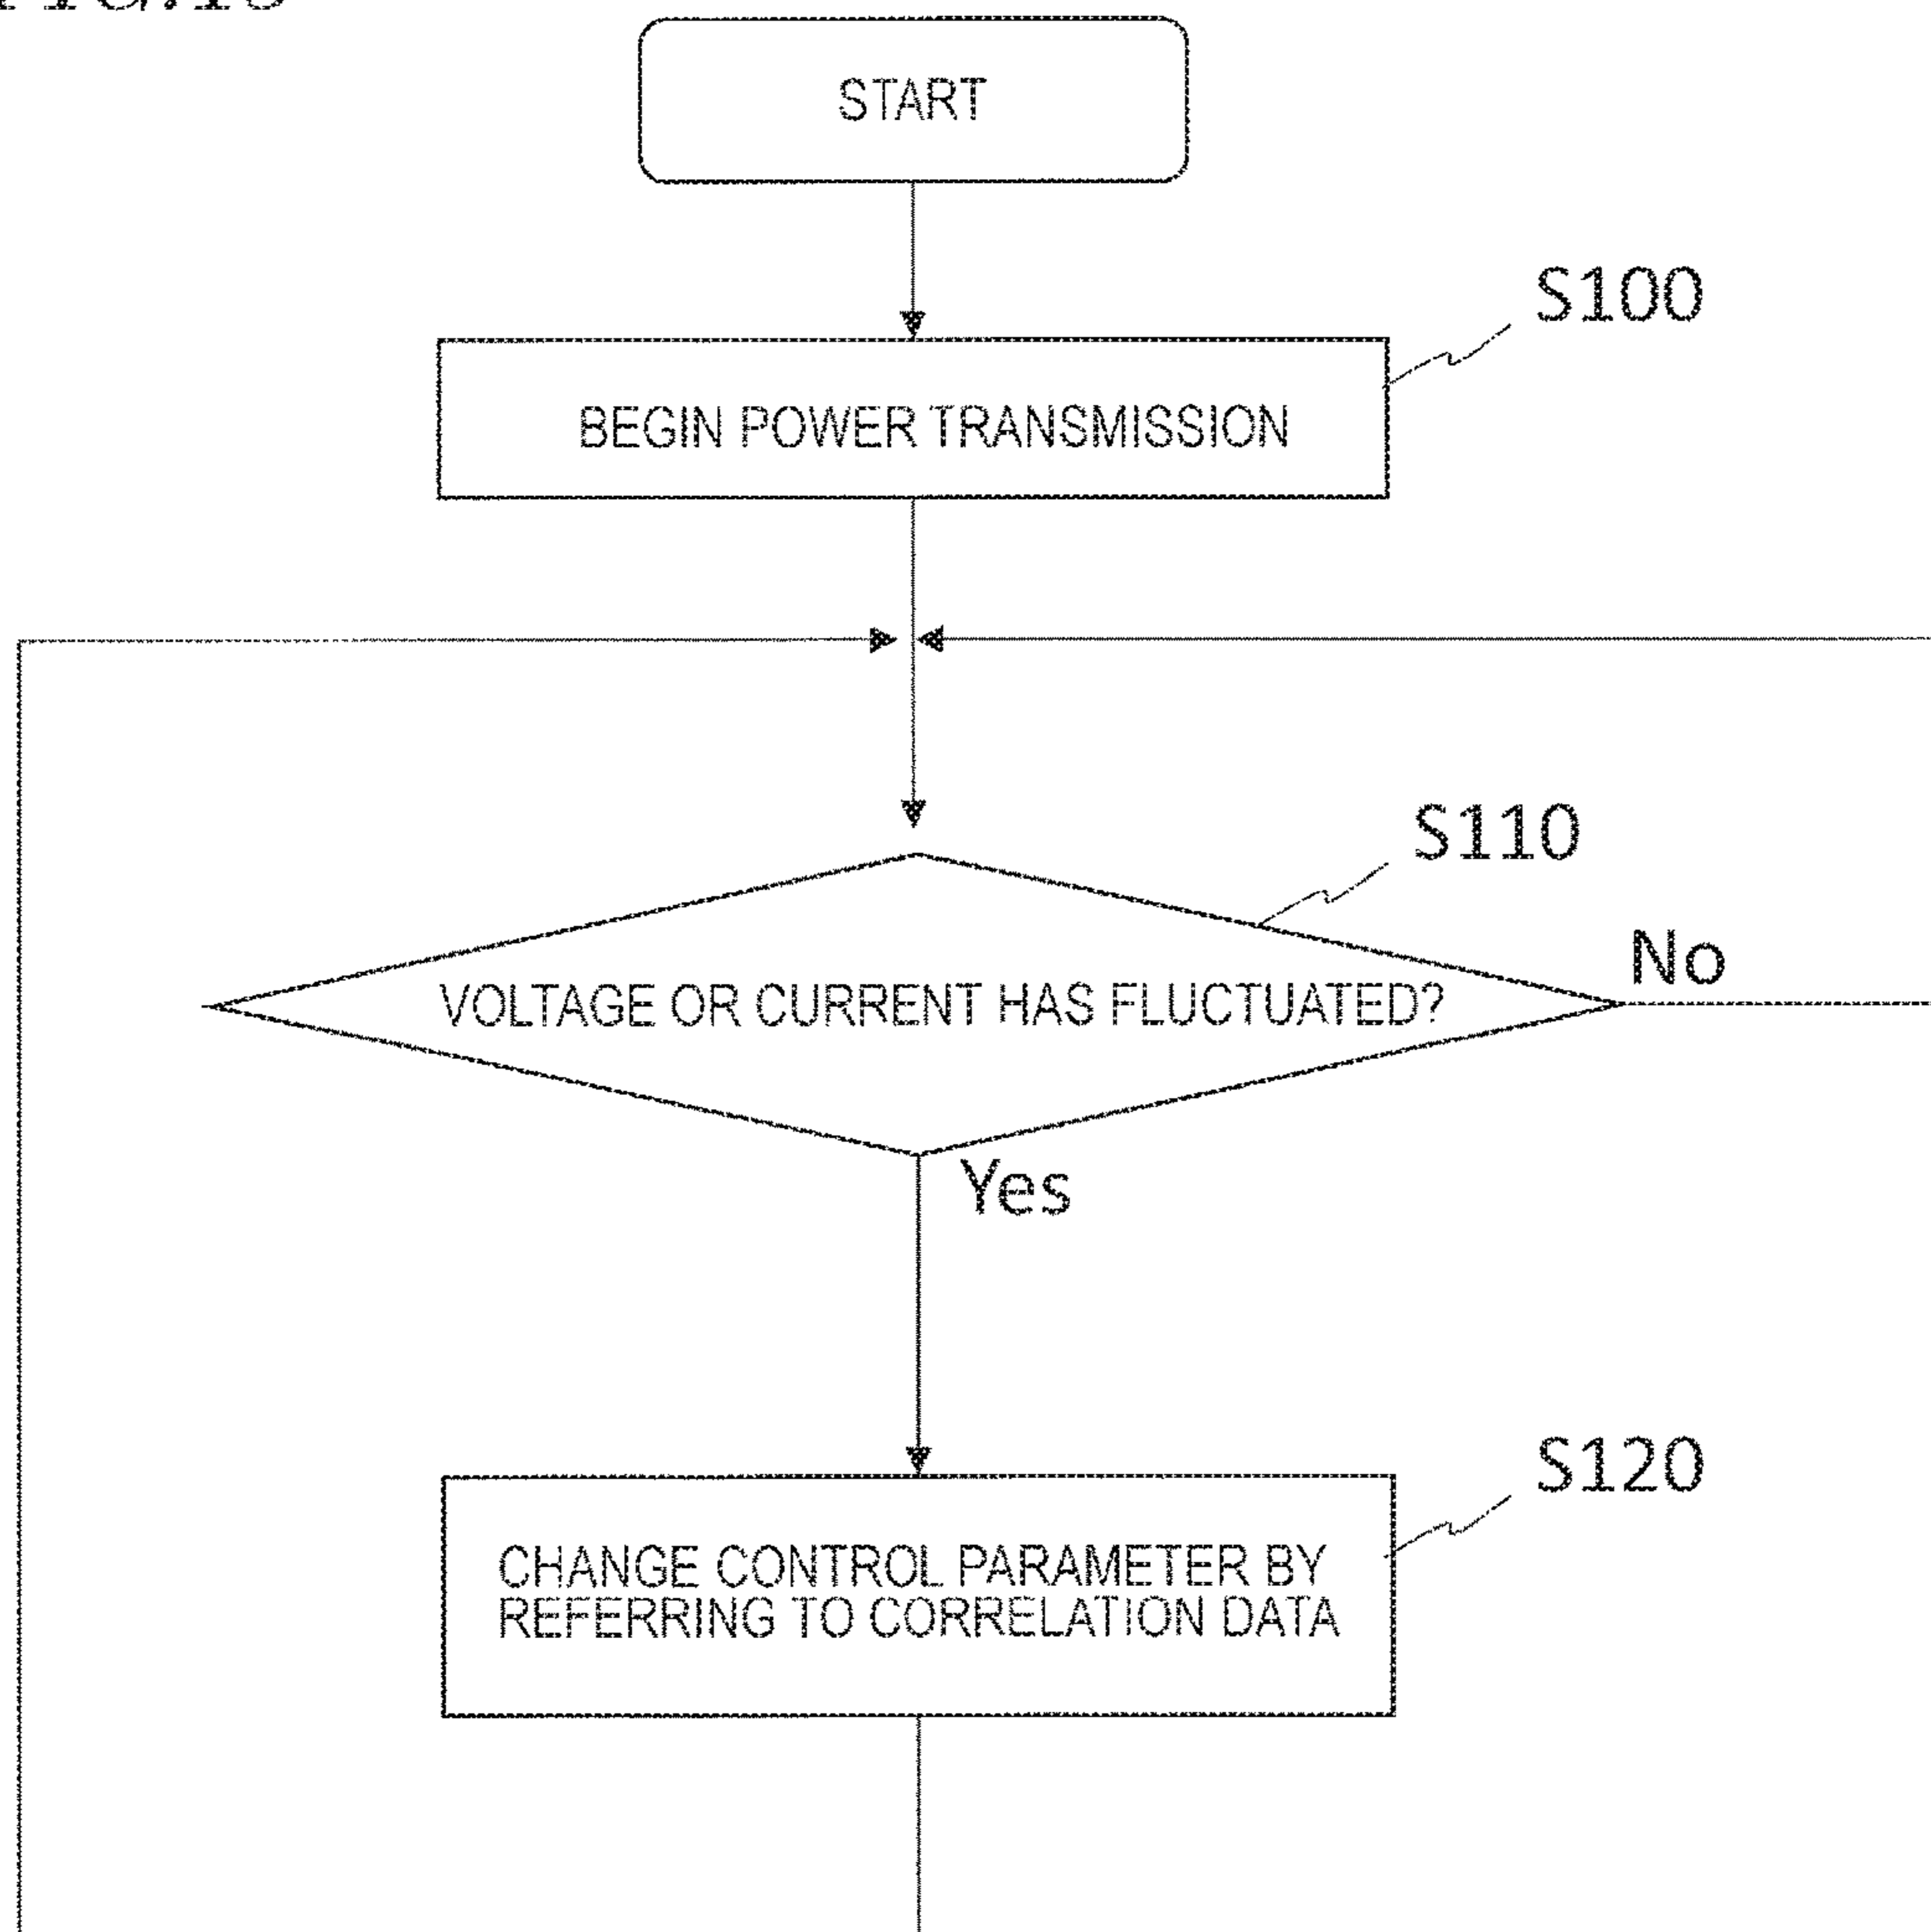 START
S100
BEGIN POWER TRANSMISSION
S110
No
VOLTAGE OR CURRENT HAS FLUCTUATED?
Yes
S120
CHANGE CONTROL PARAMETER BY
REFERRING TO CORRELATION DATA